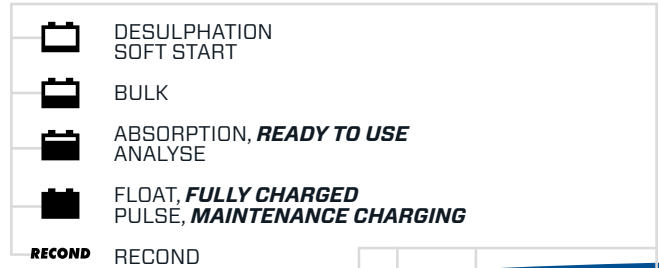 DESULPHATION
SOFT START
BULK
ABSORPTION, READY TO USE
ANALYSE
FLOAT, FULLY CHARGED
PULSE, MAINTENANCE CHARGING
RECOND RECOND